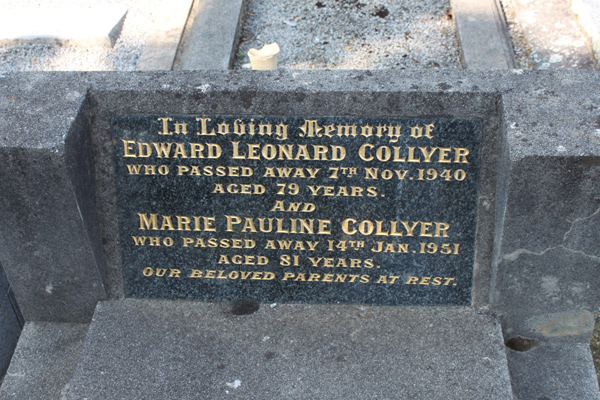 In Loving Memory of
EDWARD LEONARD COLLYER
WHO PASSED AWAY 7TH NOV. 1940
AGED 79 YEARS.
AND
MARIE PAULINE COLLYER
WHO PASSED AWAY 14TH JAN. 1951
AGED 81 YEARS.
OUR BELOVED PARENTS AT REST.